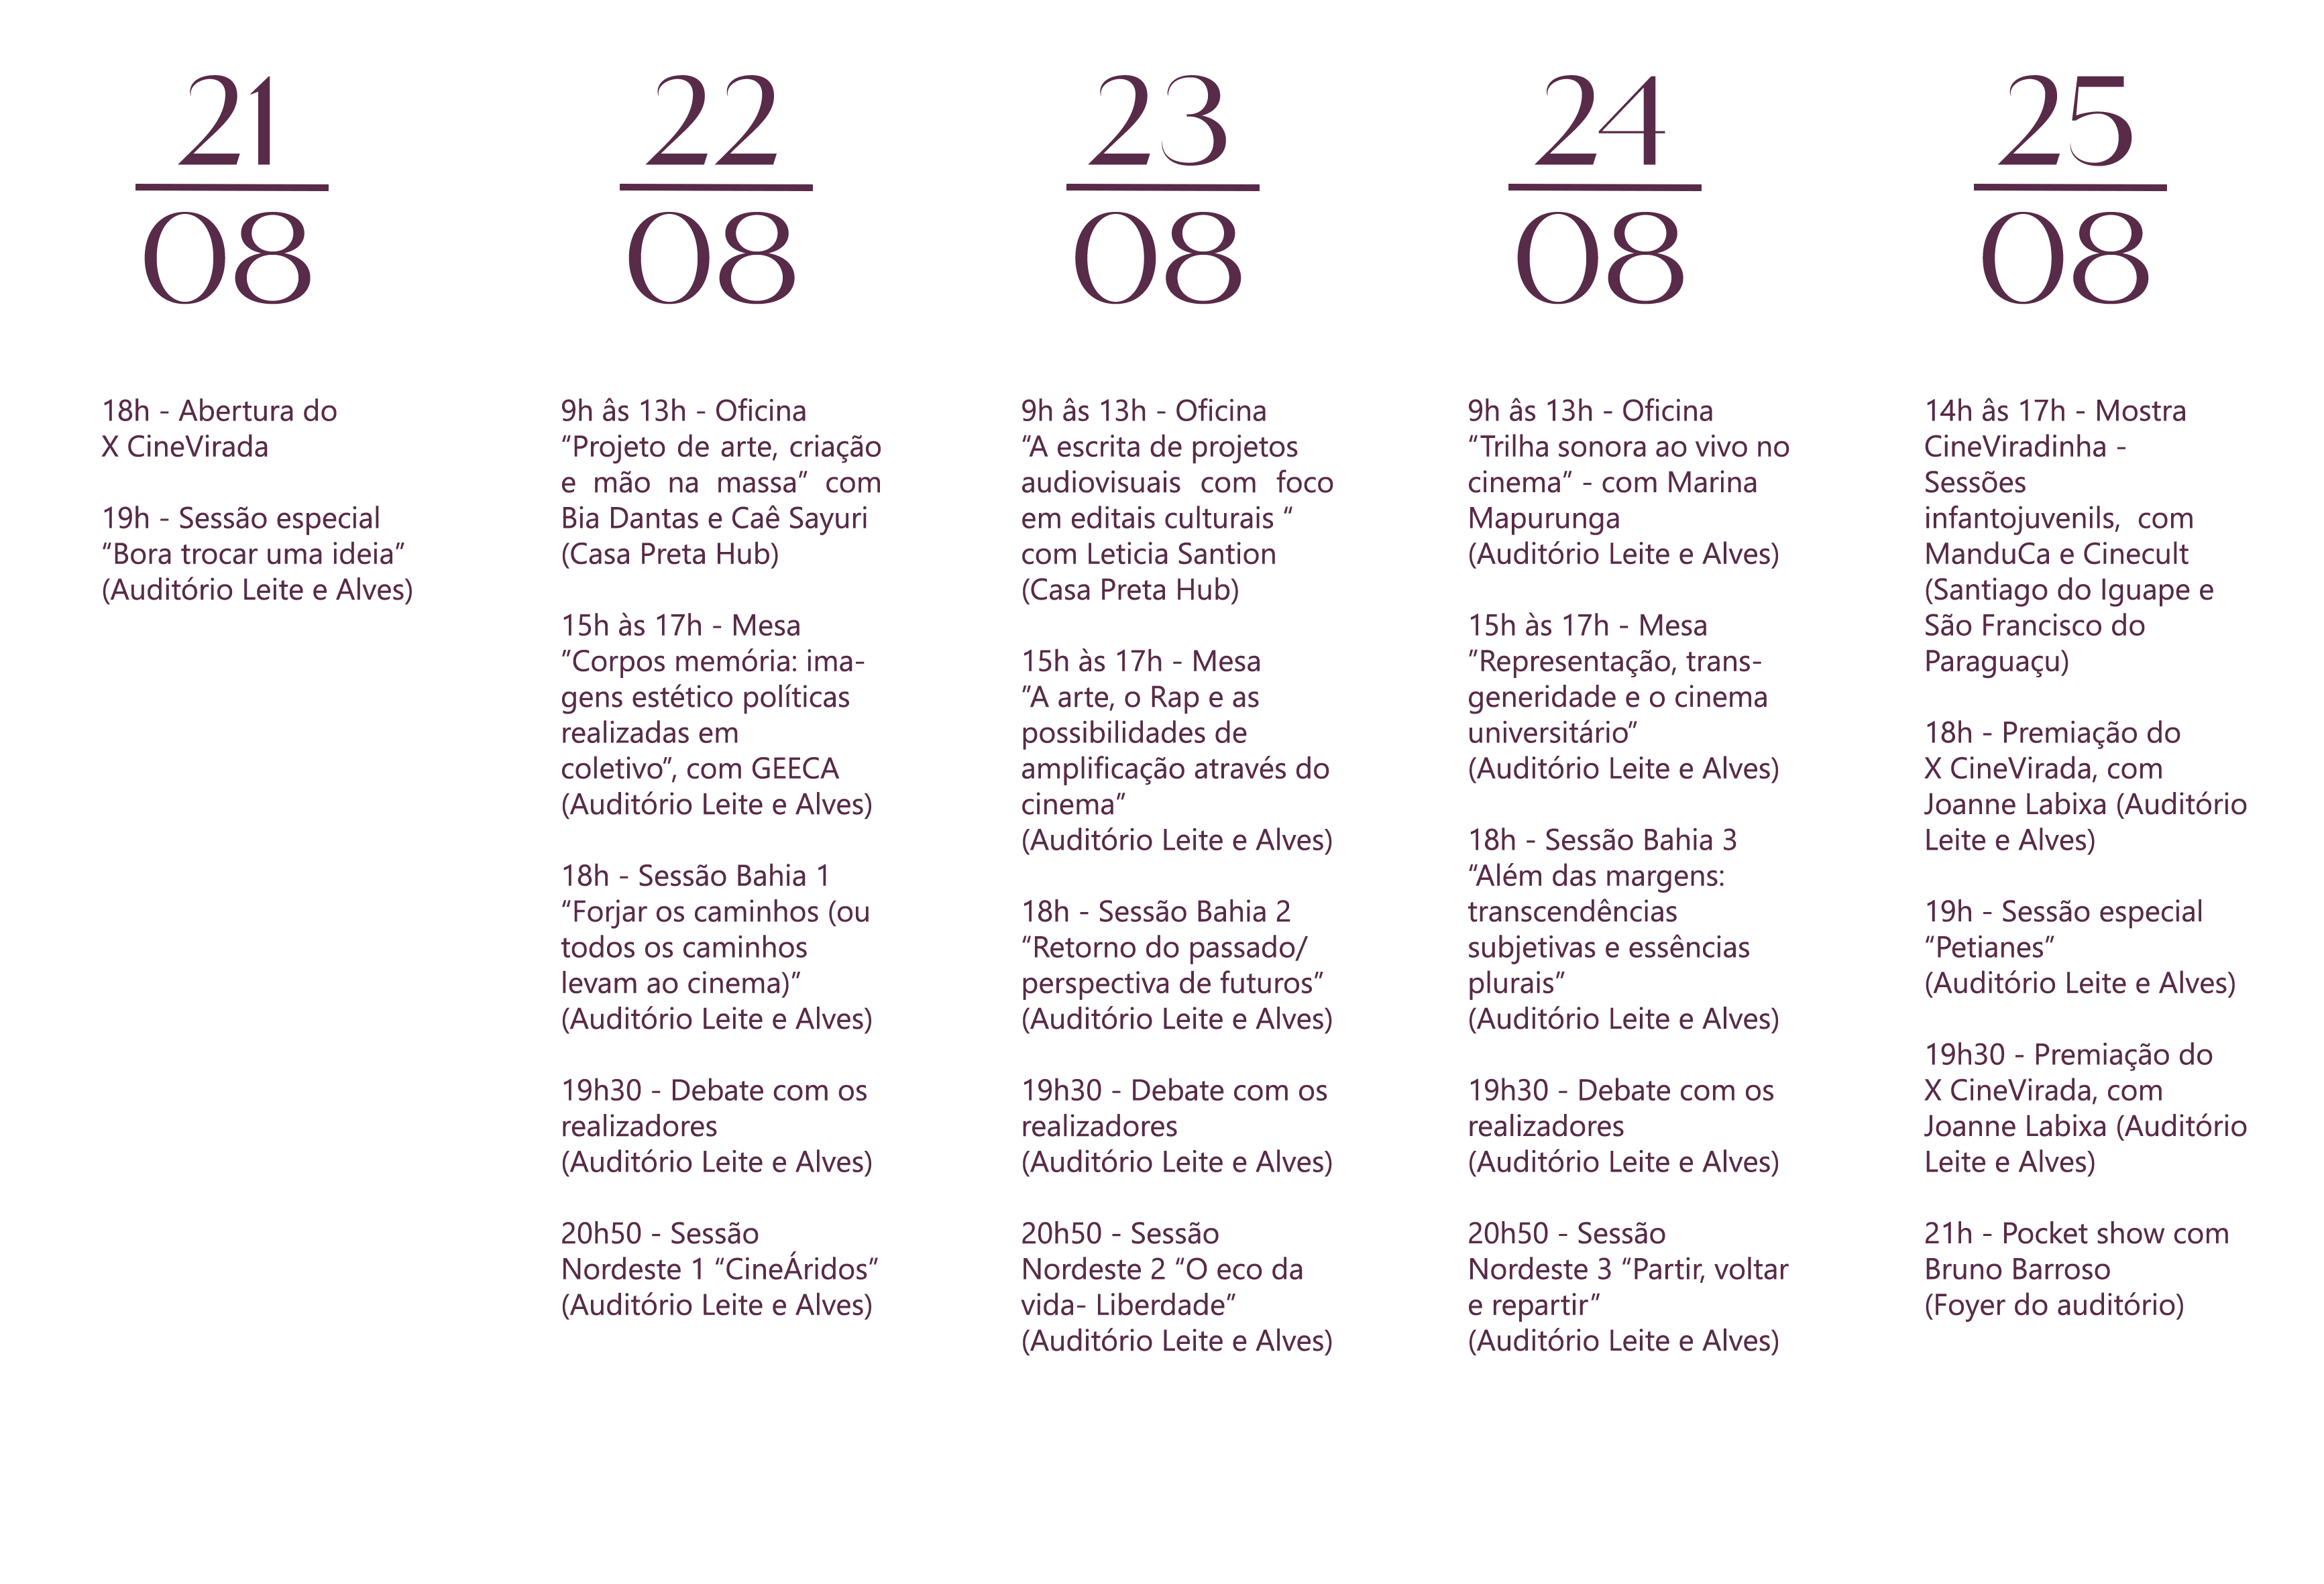 21
08
18h - Abertura do
X CineVirada
19h - Sessão especial
“Bora trocar uma ideia”
(Auditório Leite e Alves)
22
08
9h âs 13h - Oficina
“Projeto de arte, criação
e mão na massa” com
Bia Dantas e Caê Sayuri
(Casa Preta Hub)
15h às 17h - Mesa
”Corpos memória: ima-
gens estético políticas
realizadas em
coletivo”, com GEECA
(Auditório Leite e Alves)
18h - Sessão Bahia 1
“Forjar os caminhos (ou
todos os caminhos
levam ao cinema)”
(Auditório Leite e Alves)
19h30 - Debate com os
realizadores
(Auditório Leite e Alves)
20h50 - Sessão
Nordeste 1 “CineÁridos”
(Auditório Leite e Alves)
23
08
9h âs 13h - Oficina
“A escrita de projetos
audiovisuais com foco
em editais culturais “
com Leticia Santion
(Casa Preta Hub)
15h às 17h - Mesa
”A arte, o Rap e as
possibilidades de
amplificação através do
cinema”
(Auditório Leite e Alves)
18h - Sessão Bahia 2
“Retorno do passado/
perspectiva de futuros”
(Auditório Leite e Alves)
19h30 - Debate com os
realizadores
(Auditório Leite e Alves)
20h50 - Sessão
Nordeste 2 “O eco da
vida- Liberdade”
(Auditório Leite e Alves)
24
08
9h âs 13h - Oficina
“Trilha sonora ao vivo no
cinema” - com Marina
Mapurunga
(Auditório Leite e Alves)
15h às 17h - Mesa
”Representação, trans-
generidade e o cinema
universitário”
(Auditório Leite e Alves)
18h - Sessão Bahia 3
“Além das margens:
transcendências
subjetivas e essências
plurais”
(Auditório Leite e Alves)
19h30 - Debate com os
realizadores
(Auditório Leite e Alves)
20h50 - Sessão
Nordeste 3 “Partir, voltar
e repartir”
(Auditório Leite e Alves)
25
08
14h âs 17h - Mostra
CineViradinha -
Sessões
infantojuvenils, com
ManduCa e Cinecult
(Santiago do Iguape e
São Francisco do
Paraguaçu)
18h - Premiação do
X CineVirada, com
Joanne Labixa (Auditório
Leite e Alves)
19h - Sessão especial
“Petianes“
(Auditório Leite e Alves)
19h30 - Premiação do
X CineVirada, com
Joanne Labixa (Auditório
Leite e Alves)
21h - Pocket show com
Bruno Barroso
(Foyer do auditório)